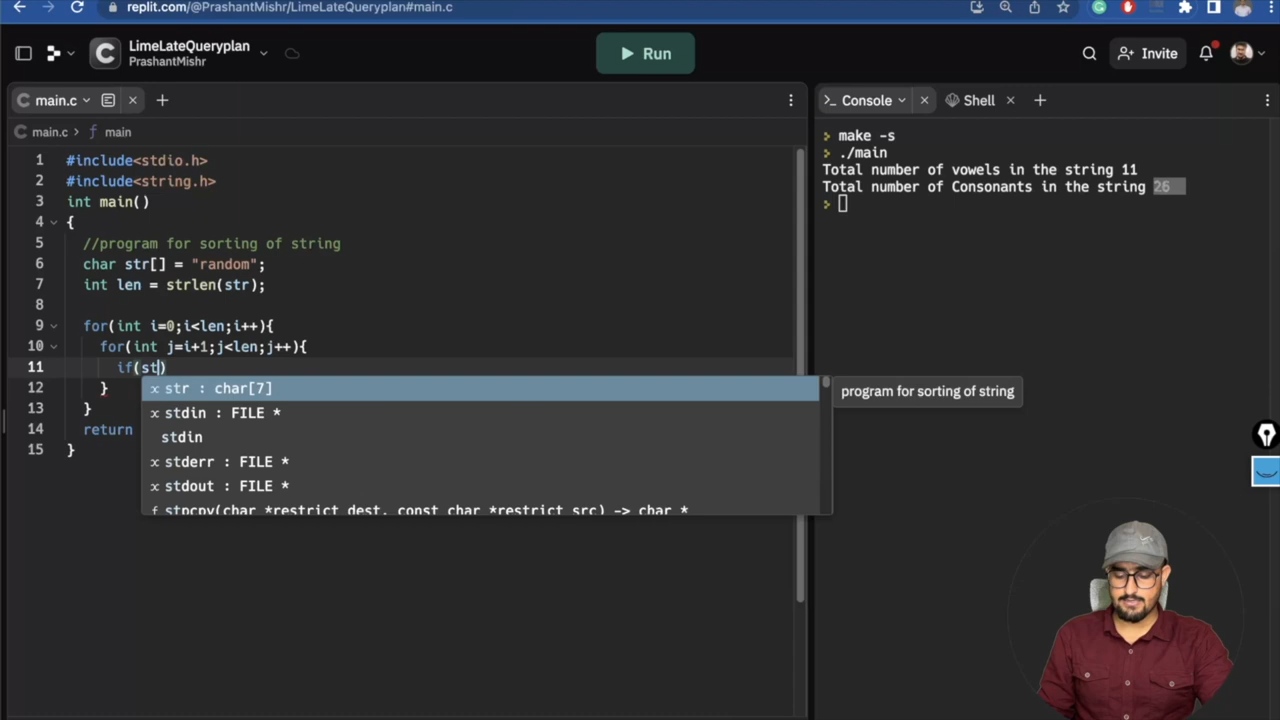 replit.com/@PrashantMishr/LimeLateQueryplan#main.c
LimeLateQueryplan
PrashantMishr
Run
Invite
main.c
main.c > f main
1 #include<stdio.h>
2 #include<string.h>
3 int main()
4 {
5 //program for sorting of string
6 char str[] = "random";
7 int len = strlen(str);
8
9 for(int i=0;i<len;i++){
10 for(int j=i+1;j<len;j++){
11 if(st)
12 }
13 }
14 return
15 }
x str : char[7]
x stdin : FILE *
stdin
x stderr : FILE *
x stdout : FILE *
f stpcpy(char *restrict dest, const char *restrict src) -> char *
program for sorting of string
Console
Shell
make -s
./main
Total number of vowels in the string 11
Total number of Consonants in the string 26